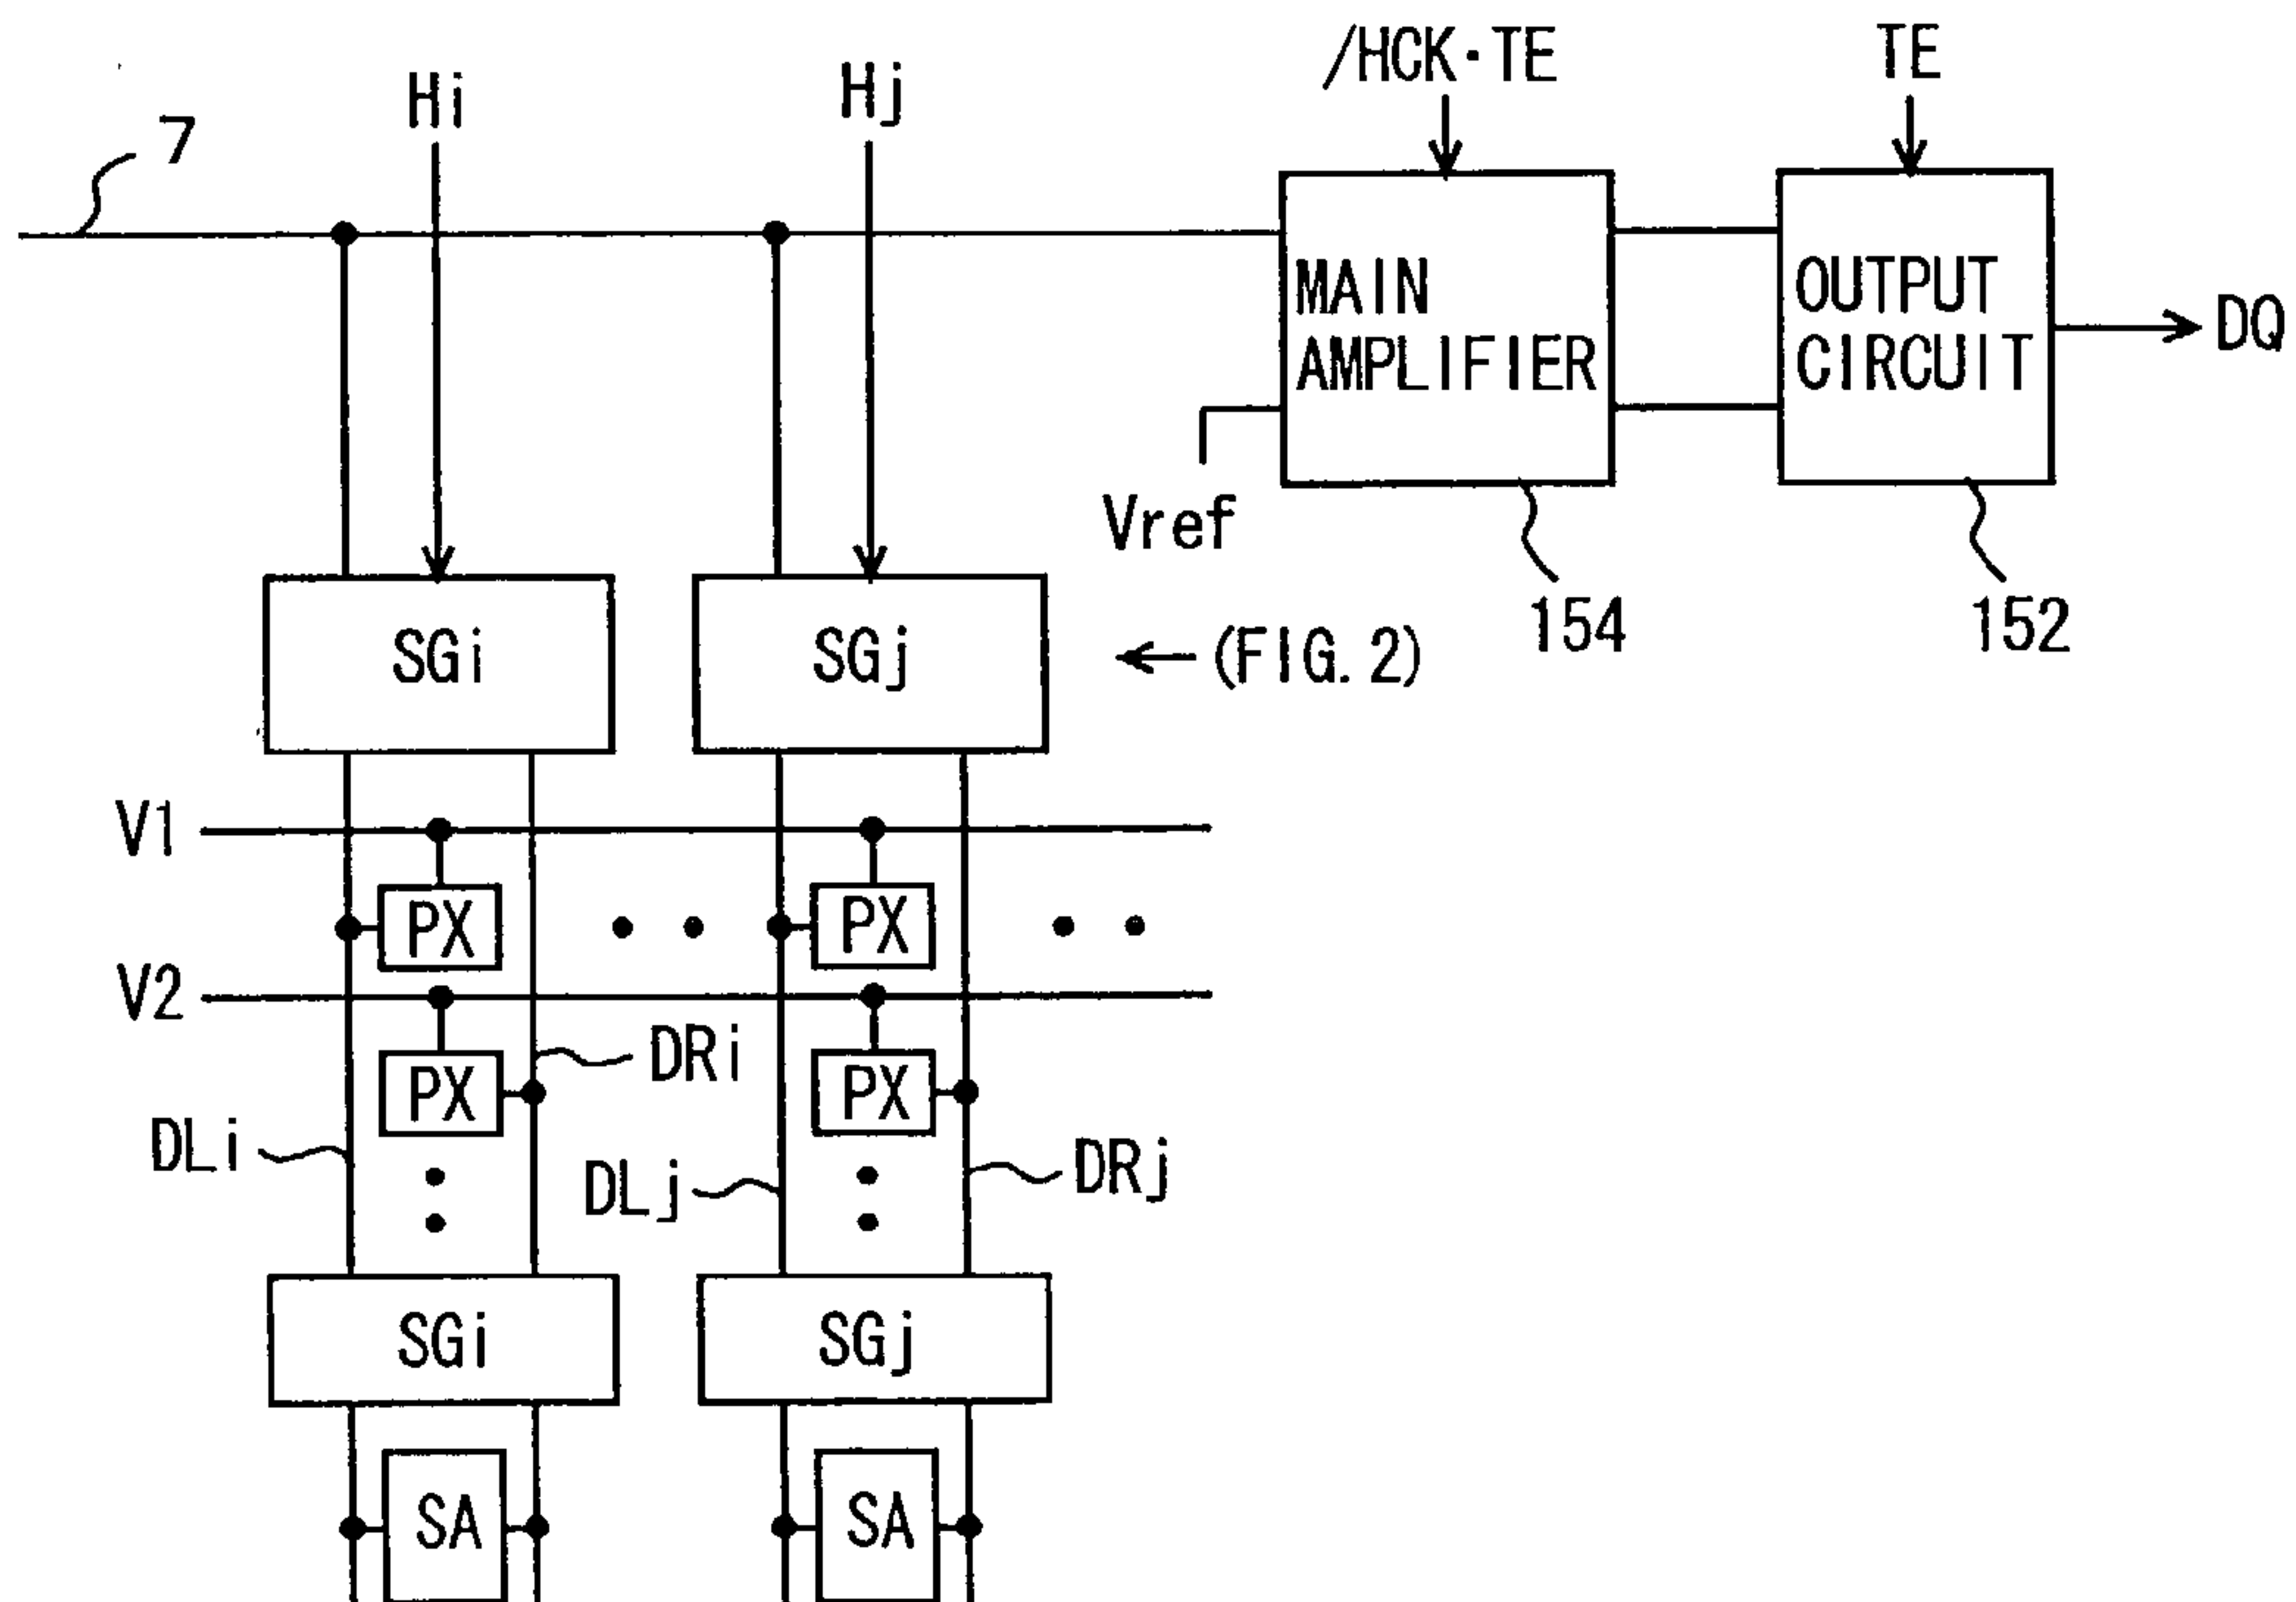 /HCK·TE
TE
Hi
Hj
7
MAIN
AMPLIFIER
OUTPUT
CIRCUIT
DQ
Vref
154
152
SGi
SGj
(FIG. 2)
V1
PX
PX
V2
PX
PX
DRi
DLi
DLj
DRj
SGi
SGj
SA
SA